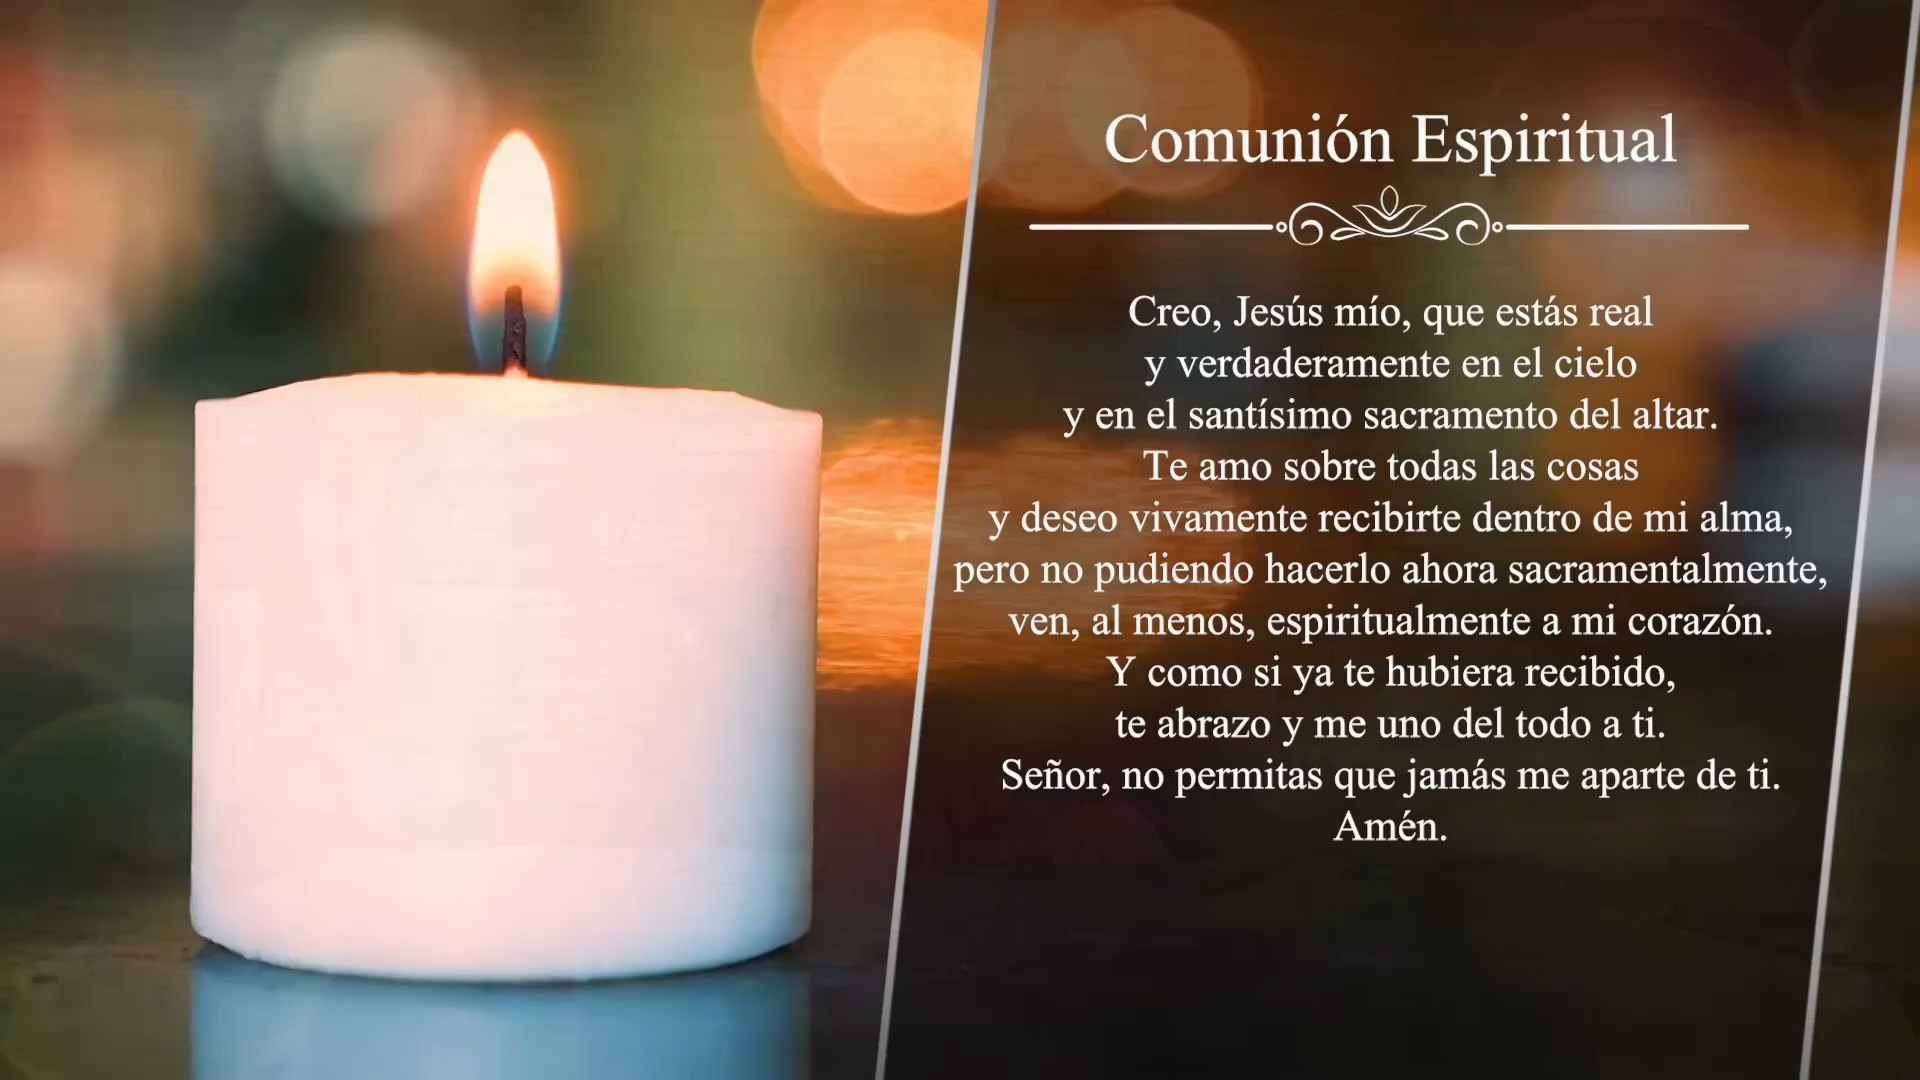 Comunión Espiritual
Creo, Jesús mío, que estás real
y verdaderamente en el cielo
y en el santísimo sacramento del altar.
Te amo sobre todas las cosas
y deseo vivamente recibirte dentro de mi alma,
pero no pudiendo hacerlo ahora sacramentalmente,
ven, al menos, espiritualmente a mi corazón.
Y como si ya te hubiera recibido,
te abrazo y me uno del todo a ti.
Señor, no permitas que jamás me aparte de ti.
Amén.